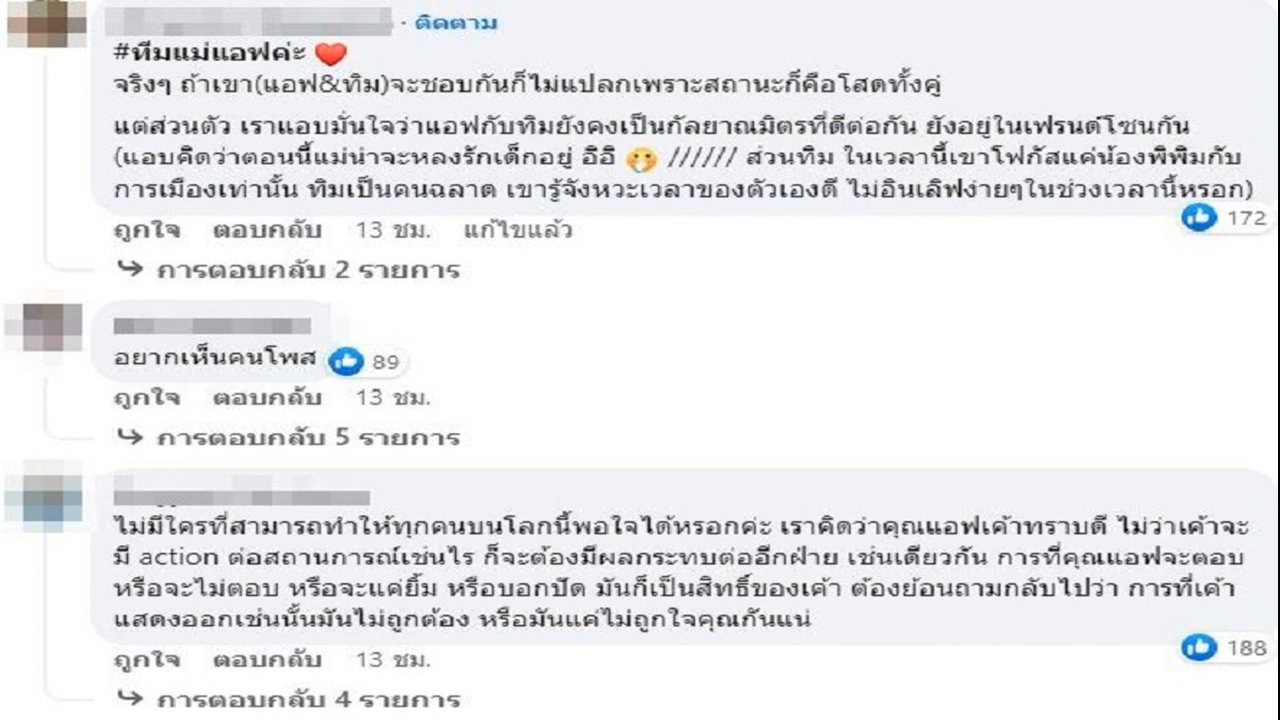 · ติดตาม
#ทีมแม่แอฟค่ะ ❤️
จริงๆ ถ้าเขา(แอฟ&ทิม)จะชอบกันก็ไม่แปลกเพราะสถานะก็คือโสดทั้งคู่
แต่ส่วนตัว เราแอบมั่นใจว่าแอฟกับทิมยังคงเป็นกัลยาณมิตรที่ดีต่อกัน ยังอยู่ในเฟรนด์โซนกัน
(แอบคิดว่าตอนนี้แม่น่าจะหลงรักเด็กอยู่ อิอิ 🤭 ////// ส่วนทิม ในเวลานี้เขาโฟกัสแค่น้องพิพิมกับ
การเมืองเท่านั้น ทิมเป็นคนฉลาด เขารู้จังหวะเวลาของตัวเองดี ไม่อินเลิฟง่ายๆในช่วงเวลานี้หรอก)
172
ถูกใจ ตอบกลับ 13 ชม. แก้ไขแล้ว
การตอบกลับ 2 รายการ
อยากเห็นคนโพส 89
ถูกใจ ตอบกลับ 13 ชม.
การตอบกลับ 5 รายการ
ไม่มีใครที่สามารถทำให้ทุกคนบนโลกนี้พอใจได้หรอกค่ะ เราคิดว่าคุณแอฟเค้าทราบดี ไม่ว่าเค้าจะ
มี action ต่อสถานการณ์เช่นไร ก็จะต้องมีผลกระทบต่ออีกฝ่าย เช่นเดียวกัน การที่คุณแอฟจะตอบ
หรือจะไม่ตอบ หรือจะแค่ยิ้ม หรือบอกปัด มันก็เป็นสิทธิ์ของเค้า ต้องย้อนถามกลับไปว่า การที่เค้า
แสดงออกเช่นนั้นมันไม่ถูกต้อง หรือมันแค่ไม่ถูกใจคุณกันแน่
188
ถูกใจ ตอบกลับ 13 ชม.
การตอบกลับ 4 รายการ